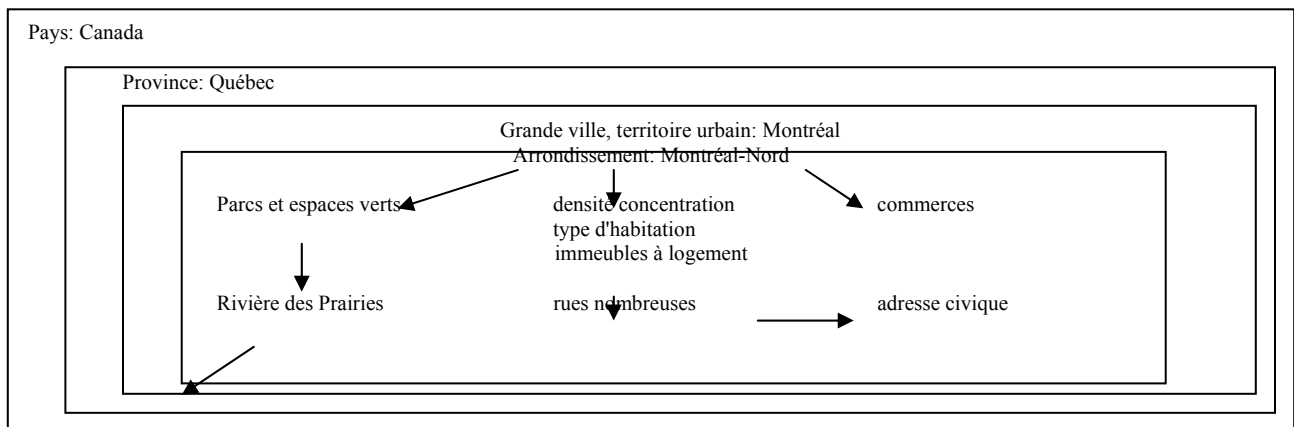 Pays: Canada
Province: Québec
Grande ville, territoire urbain: Montréal
Arrondissement: Montréal-Nord
Parcs et espaces verts densité concentration commerces
type d'habitation
immeubles à logement
Rivière des Prairies rues nombreuses adresse civique